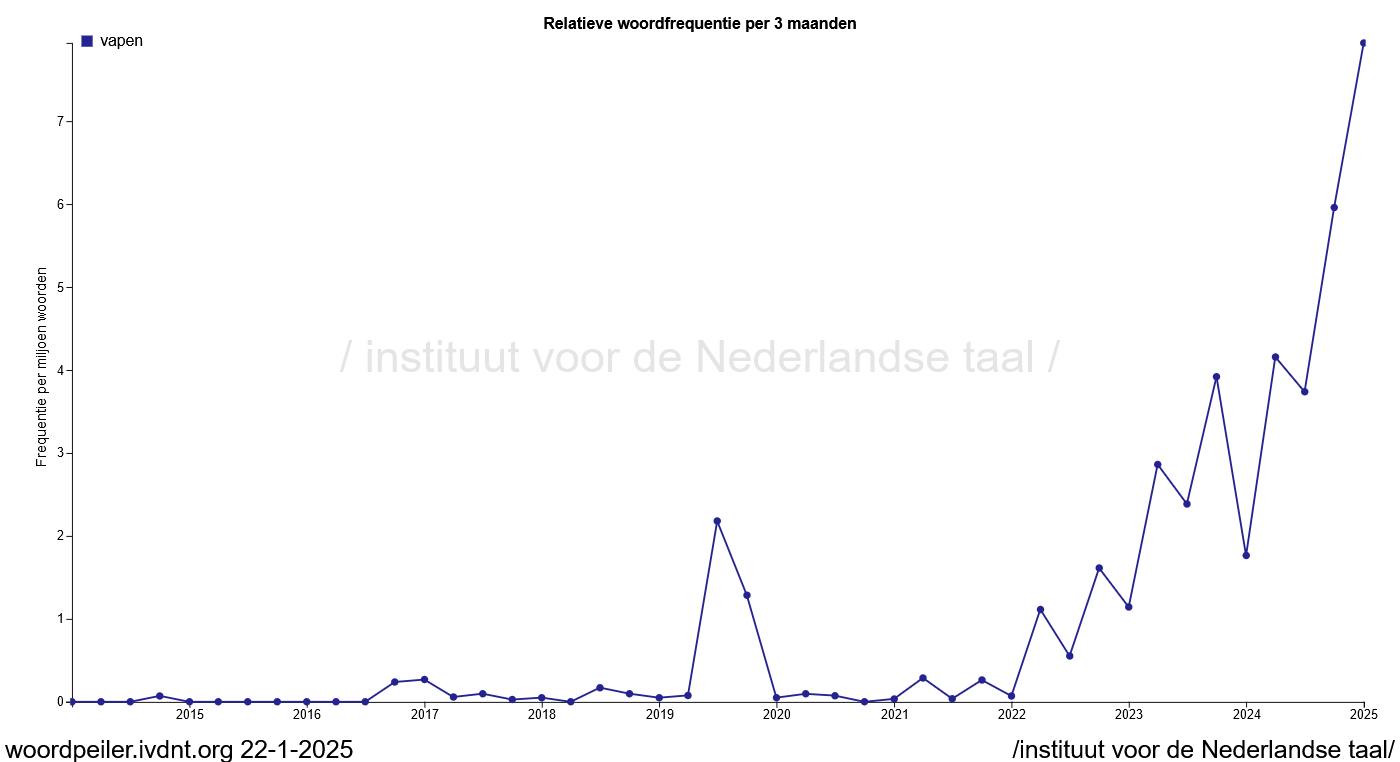 Relatieve woordfrequentie per 3 maanden
vapen
Frequentie per miljoen woorden
7
6
5
4
3
2
1
0
/ instituut voor de Nederlandse taal /
2015 2016 2017 2018 2019 2020 2021 2022 2023 2024 2025
woordpeiler.ivdnt.org 22-1-2025 /instituut voor de Nederlandse taal/